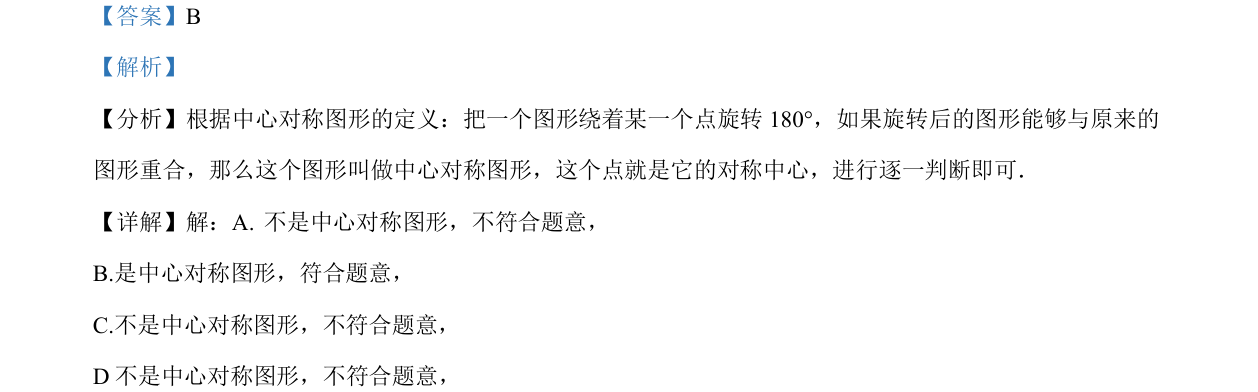 【答案】B
【解析】
【分析】根据中心对称图形的定义：把一个图形绕着某一个点旋转 180°，如果旋转后的图形能够与原来的
图形重合，那么这个图形叫做中心对称图形，这个点就是它的对称中心，进行逐一判断即可．
【详解】解：A. 不是中心对称图形，不符合题意，
B.是中心对称图形，符合题意，
C.不是中心对称图形，不符合题意，
D 不是中心对称图形，不符合题意，